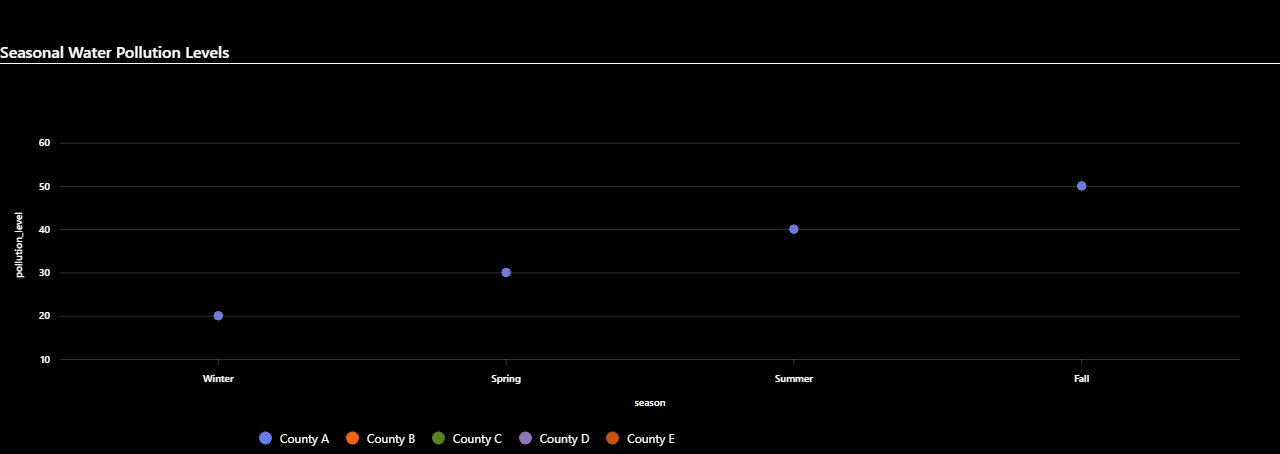 Seasonal Water Pollution Levels
60
50
40
30
20
10
pollution_level
Winter Spring Summer Fall
season
County A County B County C County D County E